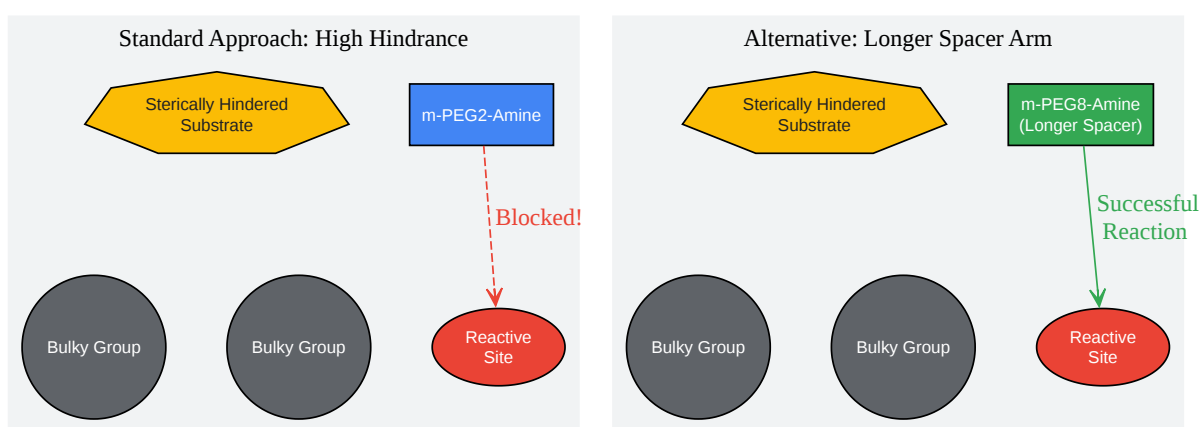 Standard Approach: High Hindrance
Sterically Hindered
Substrate
m-PEG2-Amine
Blocked!
Bulky Group
Bulky Group
Reactive
Site
Alternative: Longer Spacer Arm
Sterically Hindered
Substrate
m-PEG8-Amine
(Longer Spacer)
Successful
Reaction
Bulky Group
Bulky Group
Reactive
Site